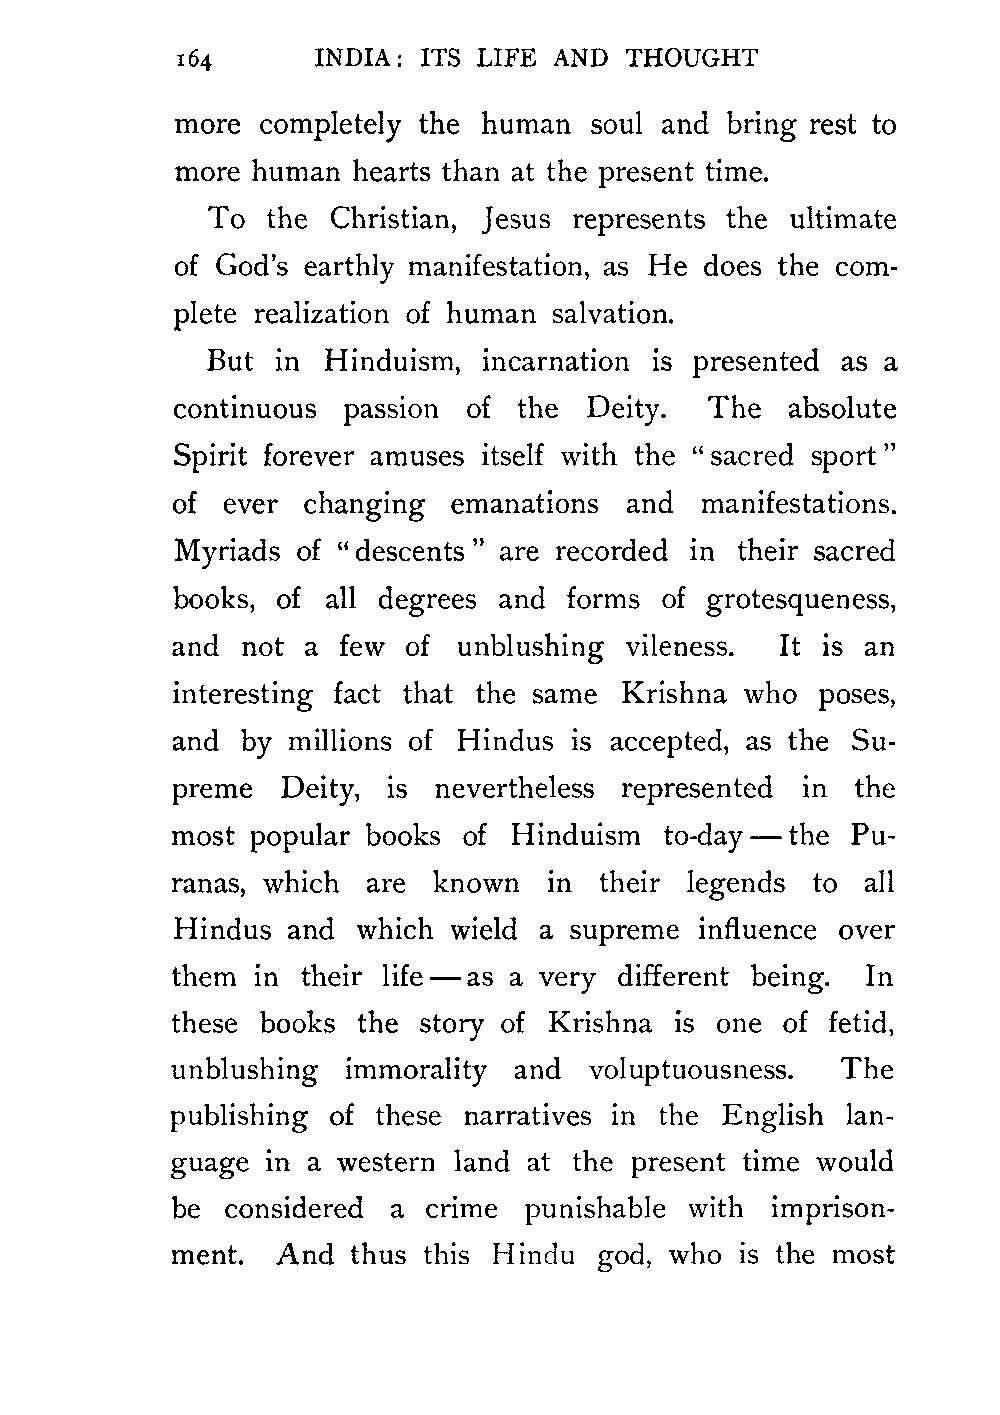 164 INDIA: ITS LIFE AND THOUGHT
more completely the human soul and bring rest to
more human hearts than at the present time.
To the Christian, Jesus represents the ultimate
of God's earthly manifestation, as He does the com-
plete realization of human salvation.
But in Hinduism, incarnation is presented as a
continuous passion of the Deity. The absolute
Spirit forever amuses itself with the “sacred sport”
of ever changing emanations and manifestations.
Myriads of “descents” are recorded in their sacred
books, of all degrees and forms of grotesqueness,
and not a few of unblushing vileness. It is an
interesting fact that the same Krishna who poses,
and by millions of Hindus is accepted, as the Su-
preme Deity, is nevertheless represented in the
most popular books of Hinduism to-day — the Pu-
ranas, which are known in their legends to all
Hindus and which wield a supreme influence over
them in their life — as a very different being. In
these books the story of Krishna is one of fetid,
unblushing immorality and voluptuousness. The
publishing of these narratives in the English lan-
guage in a western land at the present time would
be considered a crime punishable with imprison-
ment. And thus this Hindu god, who is the most